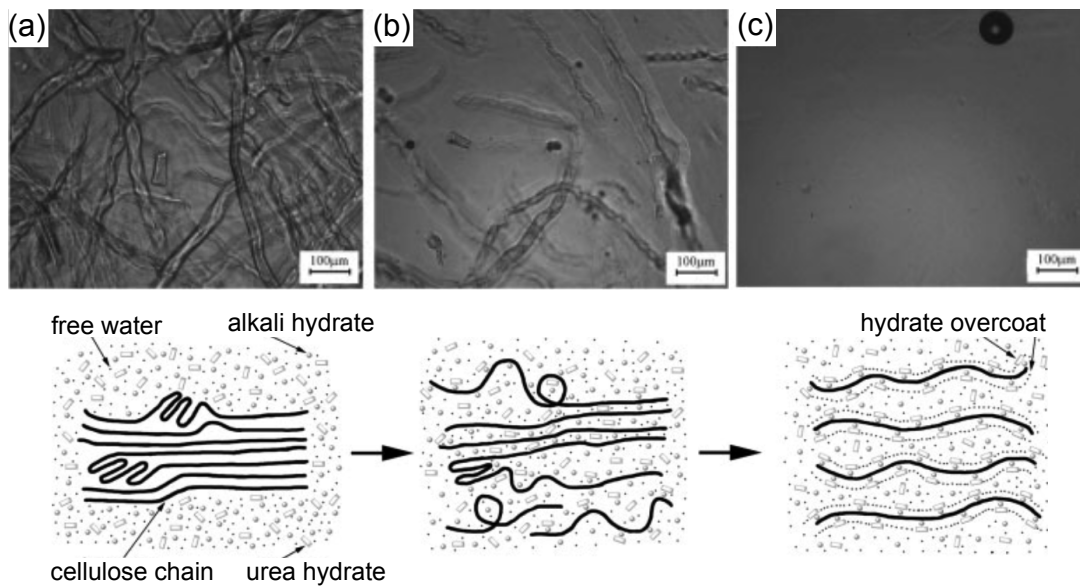 (a)
(b)
(c)
100µm
100µm
100µm
free water
alkali hydrate
hydrate overcoat
cellulose chain
urea hydrate